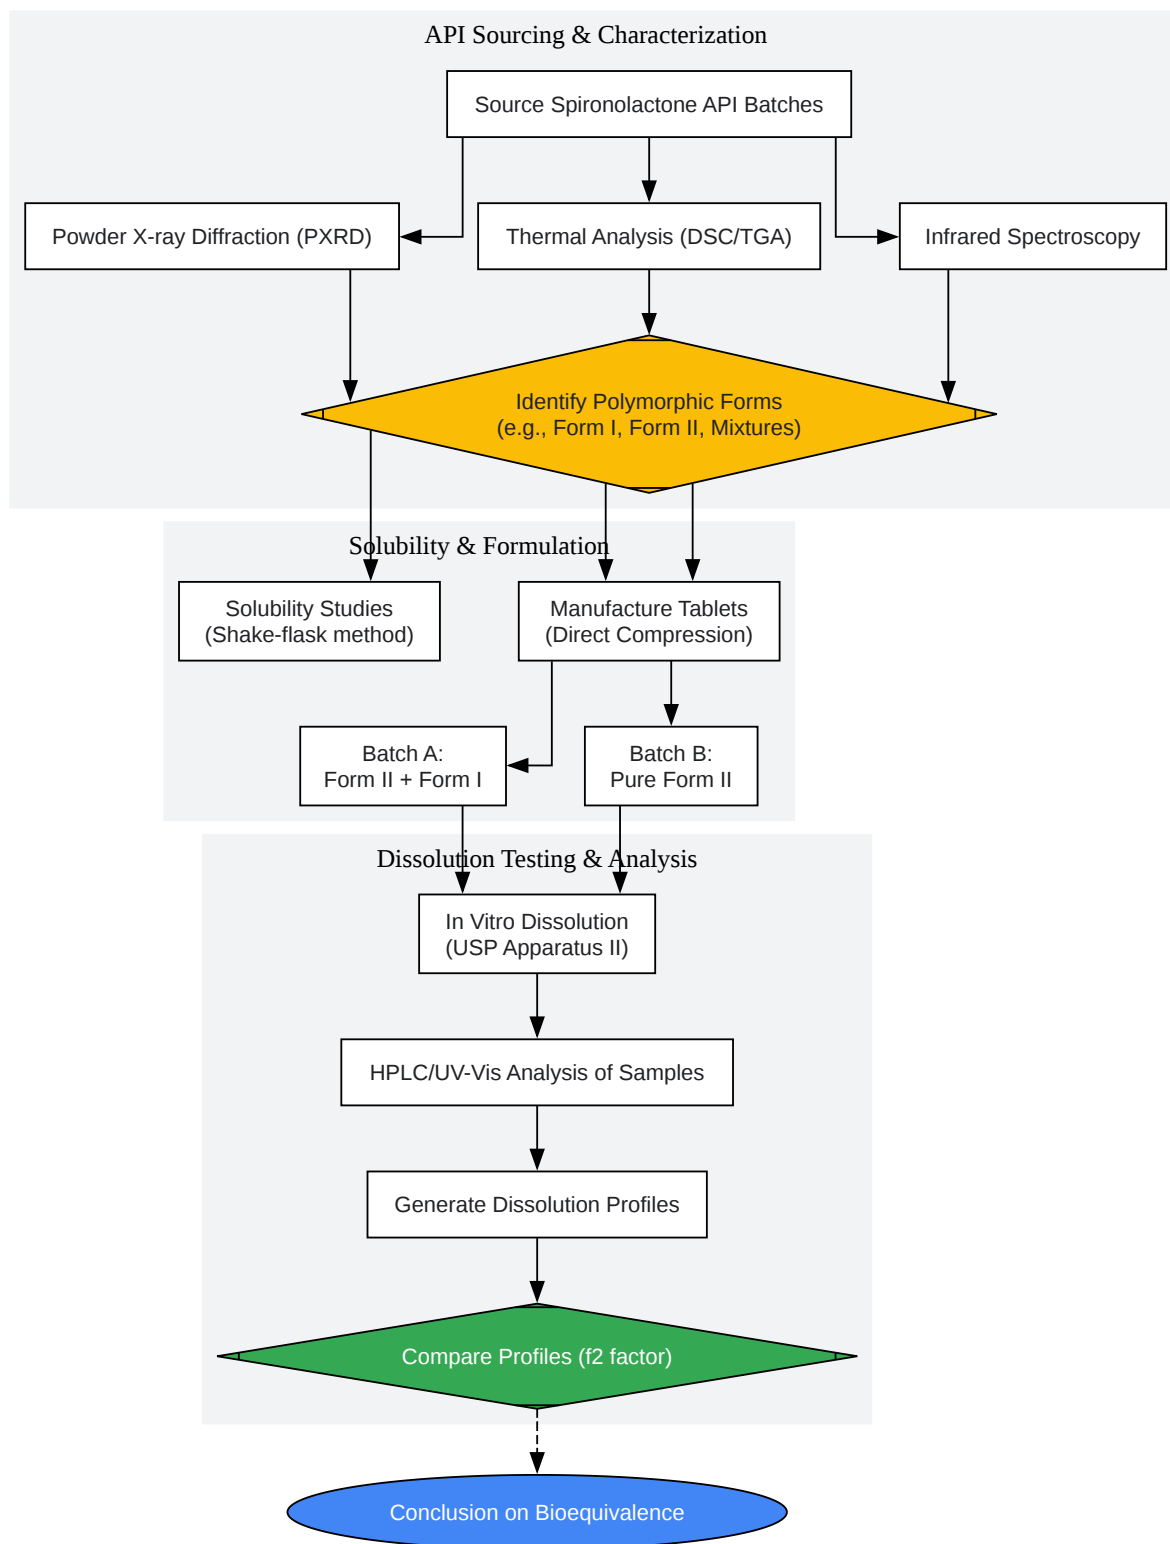 API Sourcing & Characterization
Source Spironolactone API Batches
Powder X-ray Diffraction (PXRD)
Thermal Analysis (DSC/TGA)
Infrared Spectroscopy
Identify Polymorphic Forms
(e.g., Form I, Form II, Mixtures)
Solubility & Formulation
Solubility Studies
(Shake-flask method)
Manufacture Tablets
(Direct Compression)
Batch A:
Form II + Form I
Batch B:
Pure Form II
Dissolution Testing & Analysis
In Vitro Dissolution
(USP Apparatus II)
HPLC/UV-Vis Analysis of Samples
Generate Dissolution Profiles
Compare Profiles (f2 factor)
Conclusion on Bioequivalence